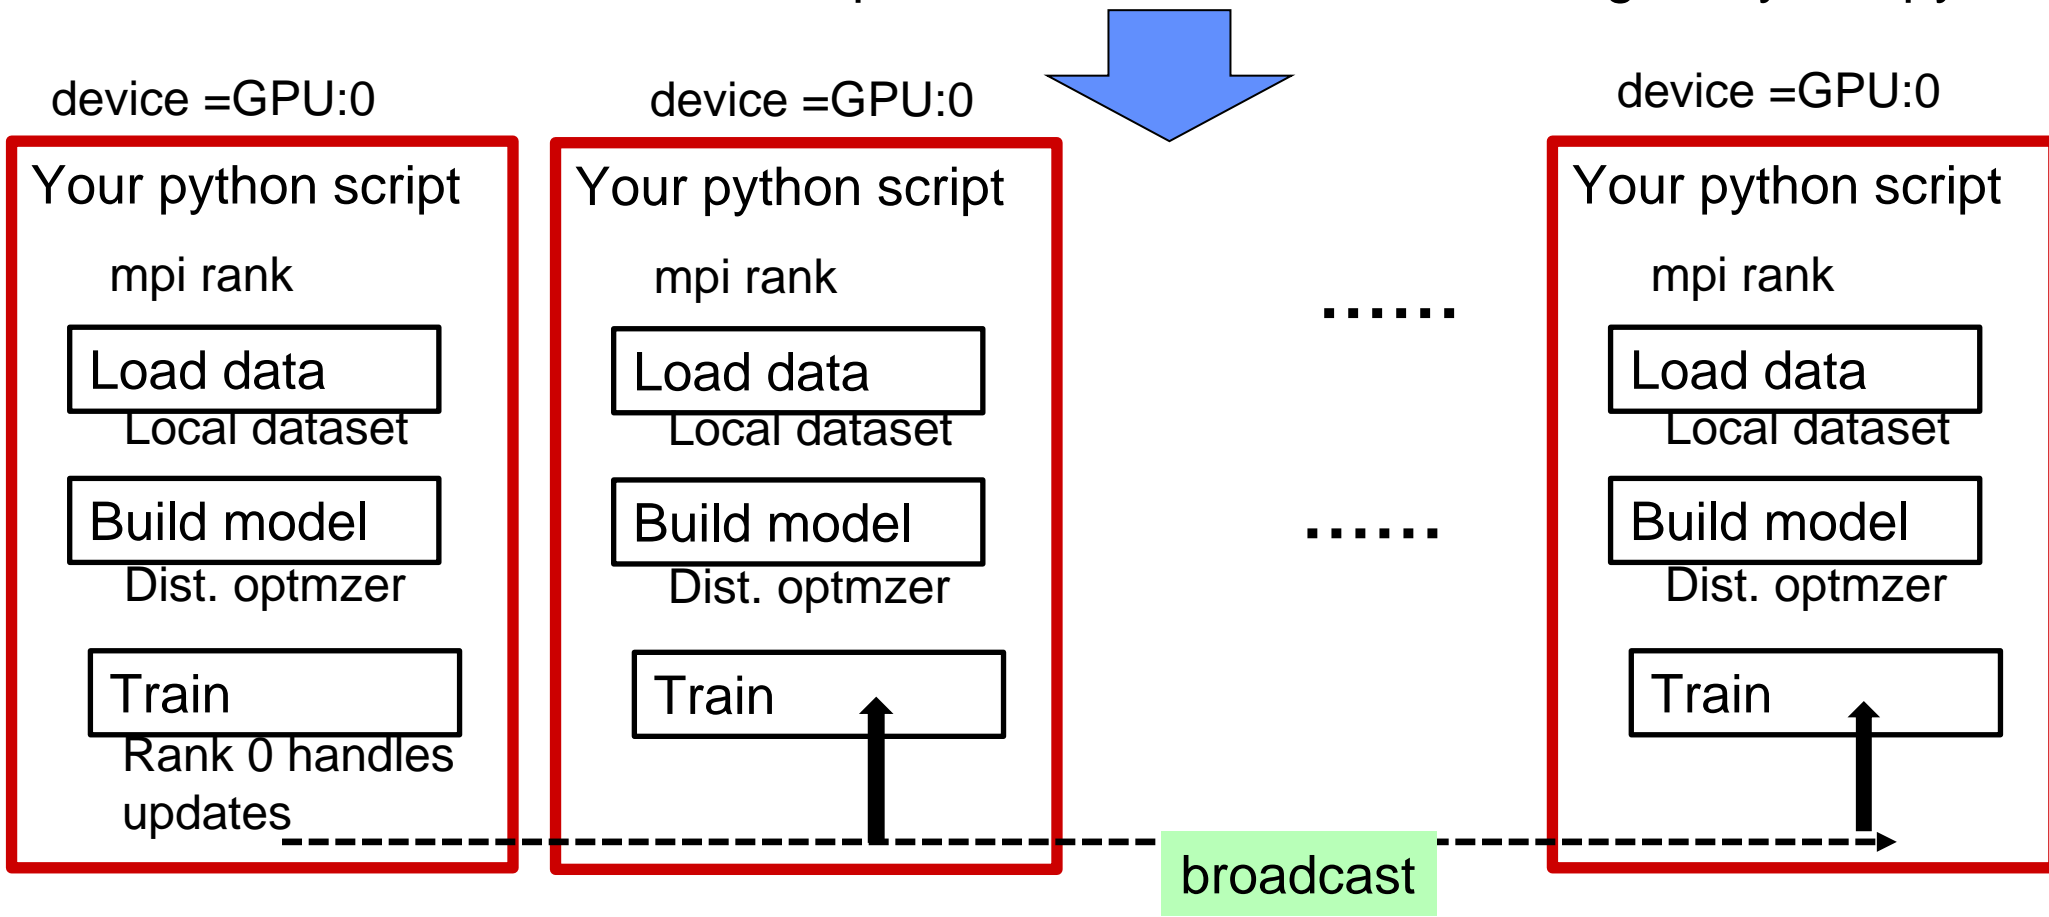 device =GPU:0
device =GPU:0
device =GPU:0
Your python script
mpi rank
Load data
Local dataset
Build model
Dist. optmzer
Train
Rank 0 handles
updates
Your python script
mpi rank
Load data
Local dataset
Build model
Dist. optmzer
Train
......
......
Your python script
mpi rank
Load data
Local dataset
Build model
Dist. optmzer
Train
broadcast